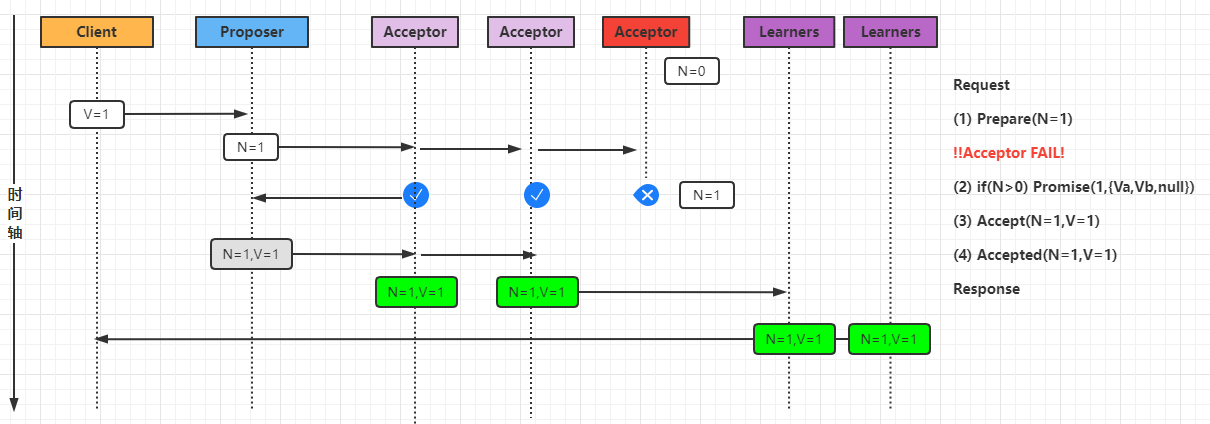 Client
Proposer
Acceptor
Acceptor
Acceptor
Learners
Learners
N=0
Request
V=1
(1) Prepare(N=1)
N=1
!!Acceptor FAIL!
(2) if(N>0) Promise(1,{Va,Vb,null})
N=1
时间轴
(3) Accept(N=1,V=1)
N=1,V=1
(4) Accepted(N=1,V=1)
N=1,V=1
N=1,V=1
Response
N=1,V=1
N=1,V=1